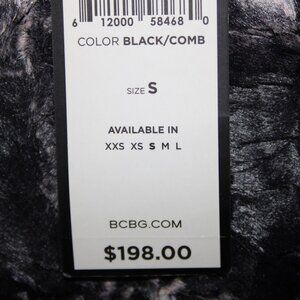 6 12000 58468 0
COLOR BLACK/COMB
SIZE S
AVAILABLE IN
XXS XS S M L
BCBG.COM
$198.00